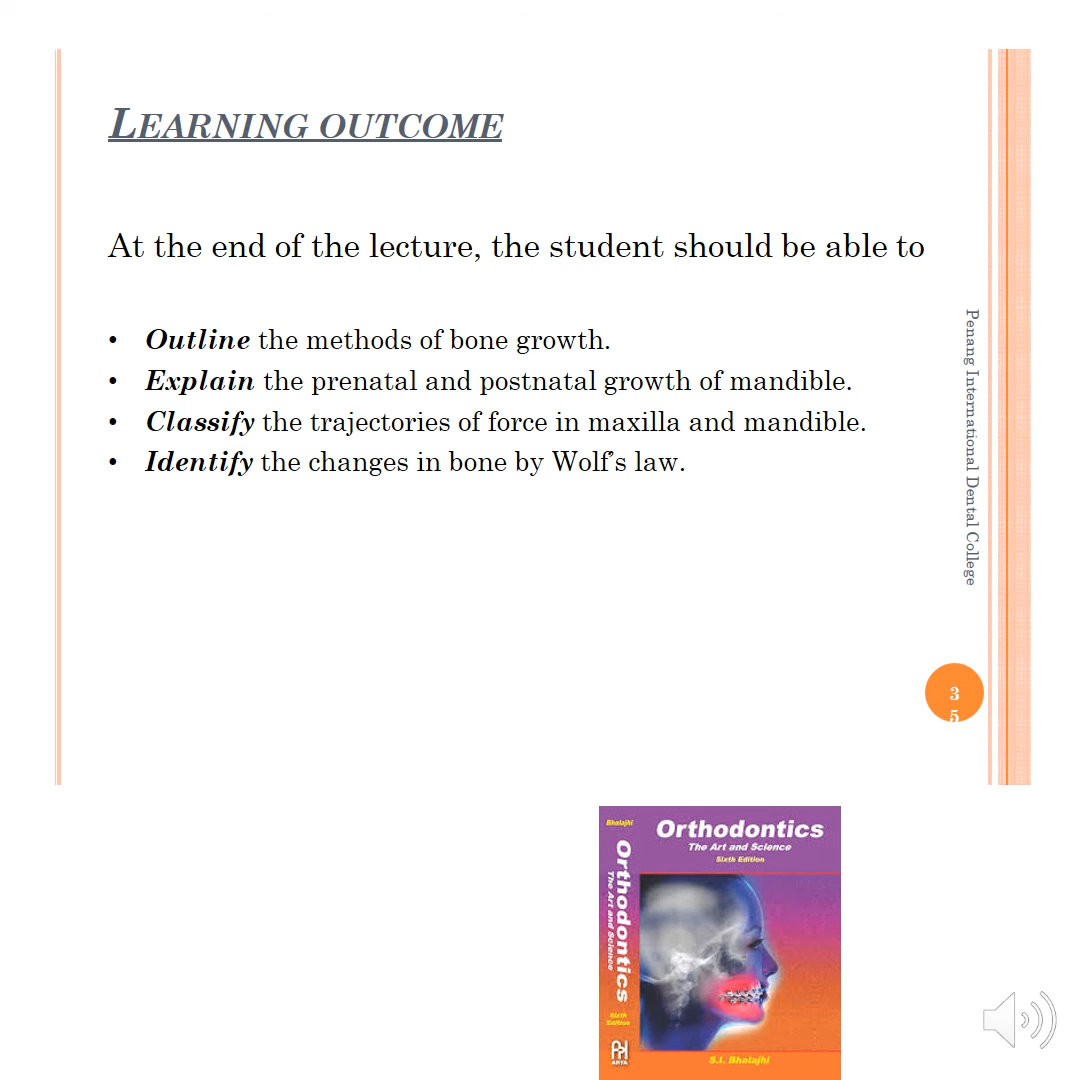 LEARNING OUTCOME
At the end of the lecture, the student should be able to
• Outline the methods of bone growth.
• Explain the prenatal and postnatal growth of mandible.
• Classify the trajectories of force in maxilla and mandible.
• Identify the changes in bone by Wolf's law.
Penang International Dental College
3
5
Bhalajhi
Orthodontics
The Art and Science
Sixth
Edition
ARYA
Orthodontics
The Art and Science
Sixth Edition
S.I. Bhalajhi